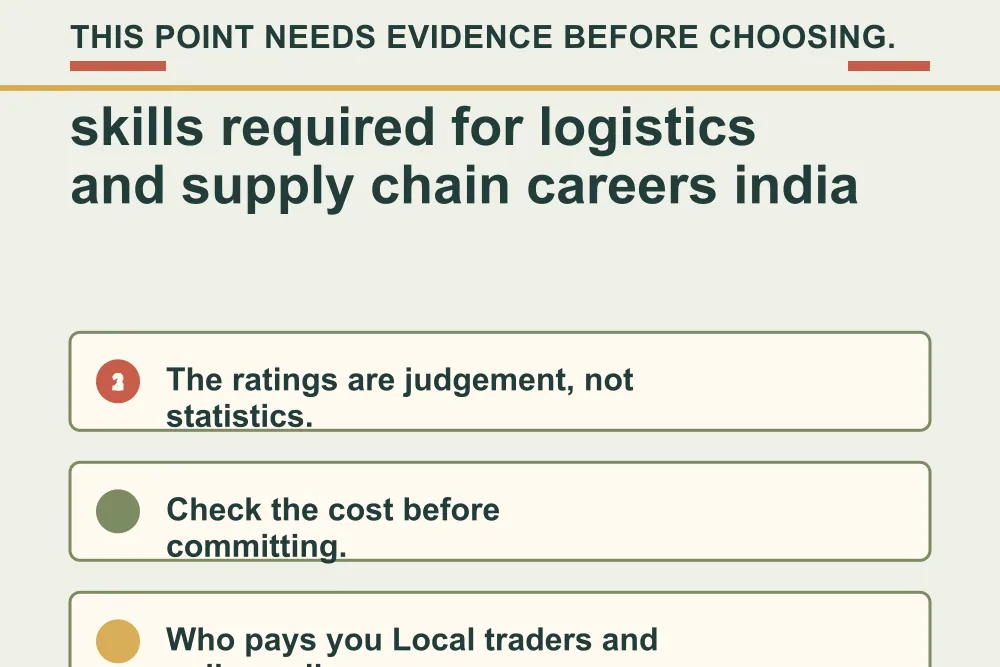 THIS POINT NEEDS EVIDENCE BEFORE CHOOSING.
skills required for logistics
and supply chain careers india
The ratings are judgement, not
statistics.
Check the cost before
committing.
Who pays you Local traders and